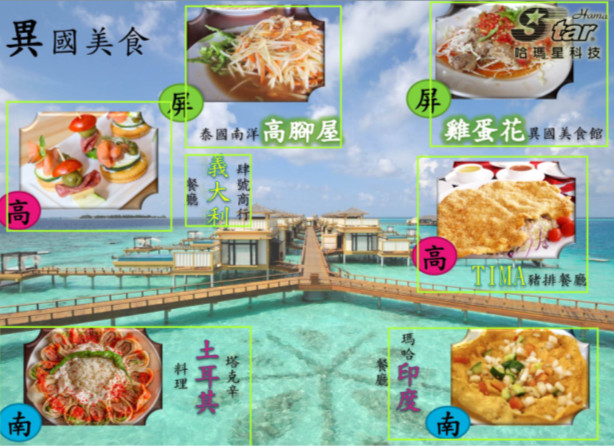 異國美食
Hama
Star
哈瑪星科技
屏
泰國南洋高腳屋
屏
雞蛋花異國美食館
高
肆號商行
義大利
餐廳
高
TIMA豬排餐廳
塔克辛
土耳其
料理
南
瑪哈
印度
餐廳
南